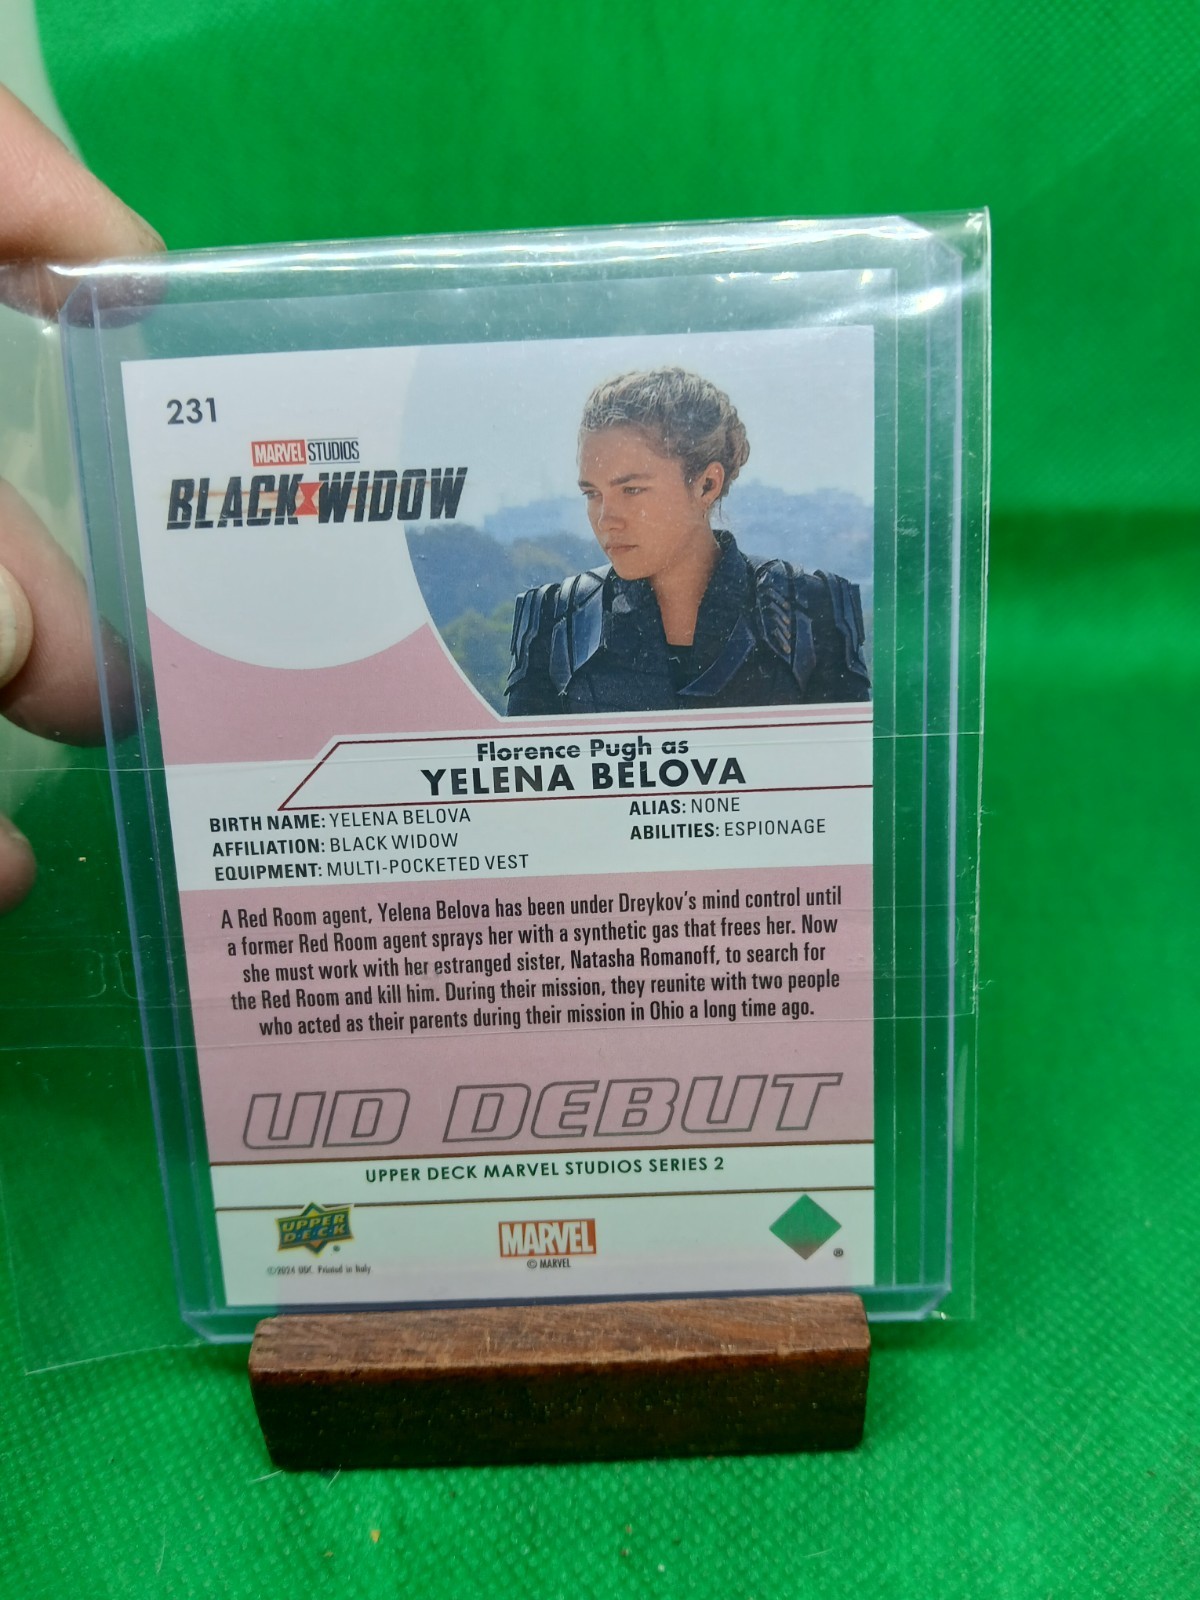 231
MARVEL STUDIOS
BLACK WIDOW
Florence Pugh as
YELENA BELOVA
BIRTH NAME: YELENA BELOVA
AFFILIATION: BLACK WIDOW
EQUIPMENT: MULTI-POCKETED VEST
ALIAS: NONE
ABILITIES: ESPIONAGE
A Red Room agent, Yelena Belova has been under Dreykov's mind control until
a former Red Room agent sprays her with a synthetic gas that frees her. Now
she must work with her estranged sister, Natasha Romanoff, to search for
the Red Room and kill him. During their mission, they reunite with two people
who acted as their parents during their mission in Ohio a long time ago.
UD DEBUT
UPPER DECK MARVEL STUDIOS SERIES 2
UPPER
DECK
®
©2024 UDC. Printed in Italy
MARVEL
© MARVEL
®